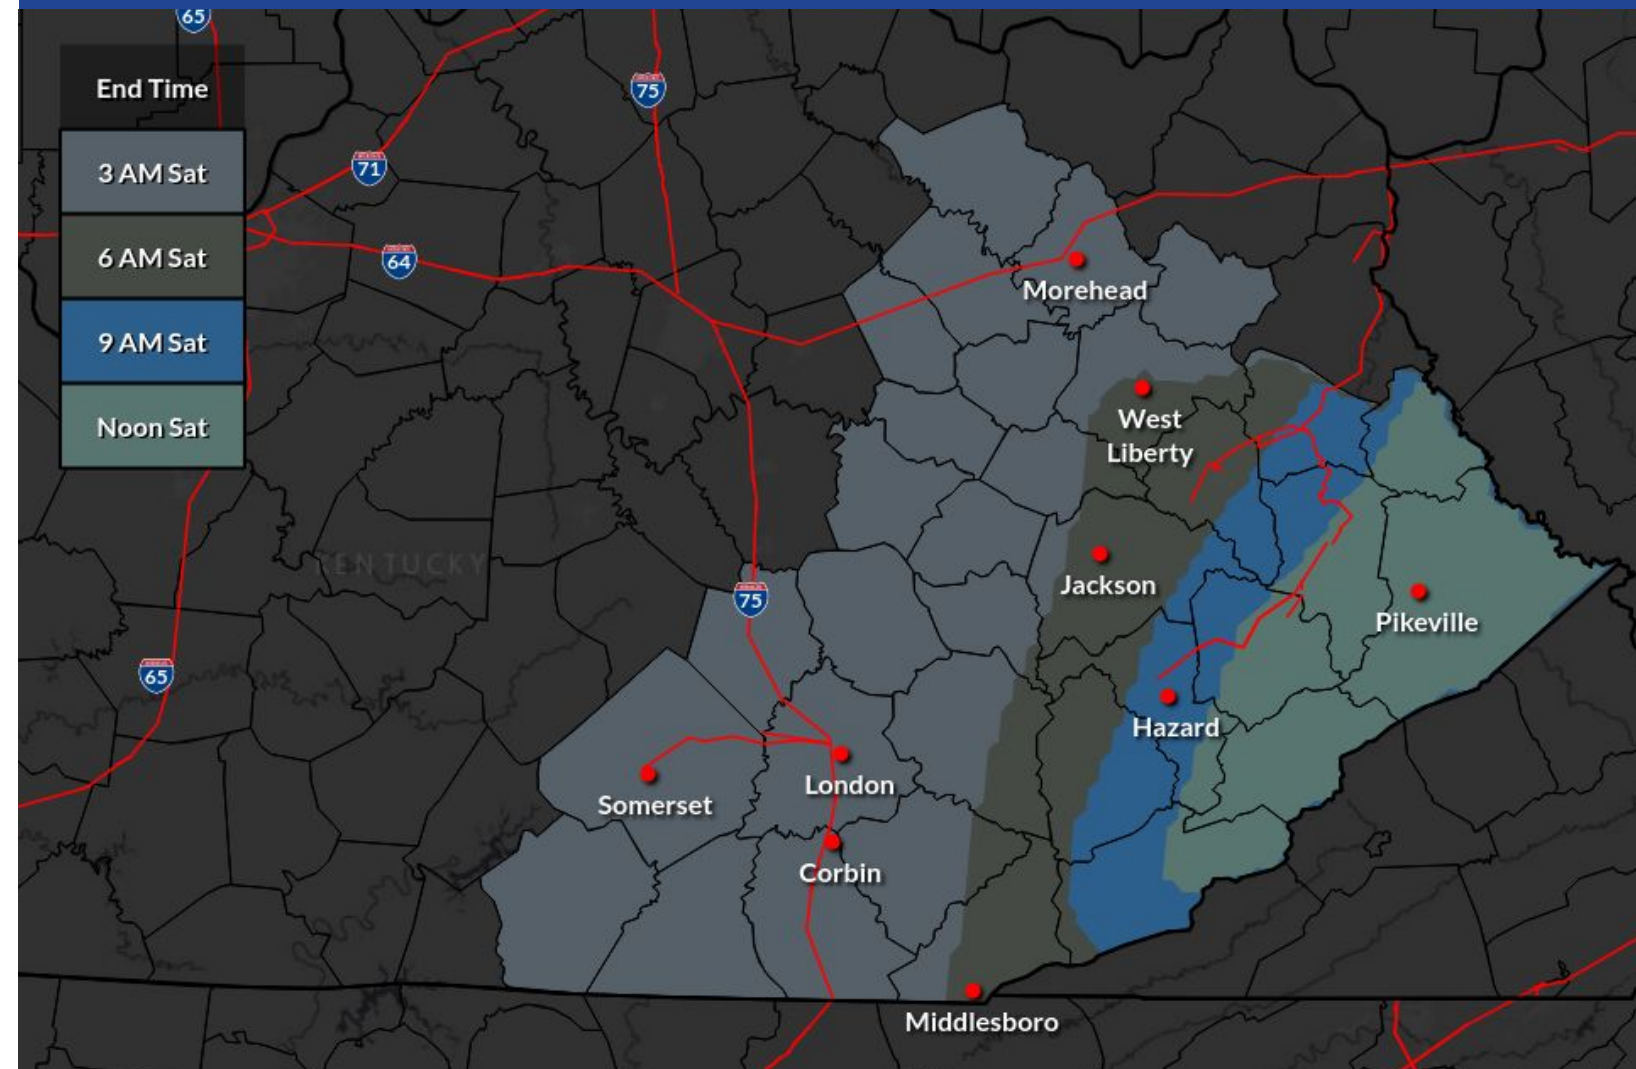 65
End Time
75
3 AM Sat
71
6 AM Sat
64
Morehead
9 AM Sat
West
Liberty
Noon Sat
KENTUCKY
Jackson
75
Pikeville
65
Hazard
London
Somerset
Corbin
Middlesboro